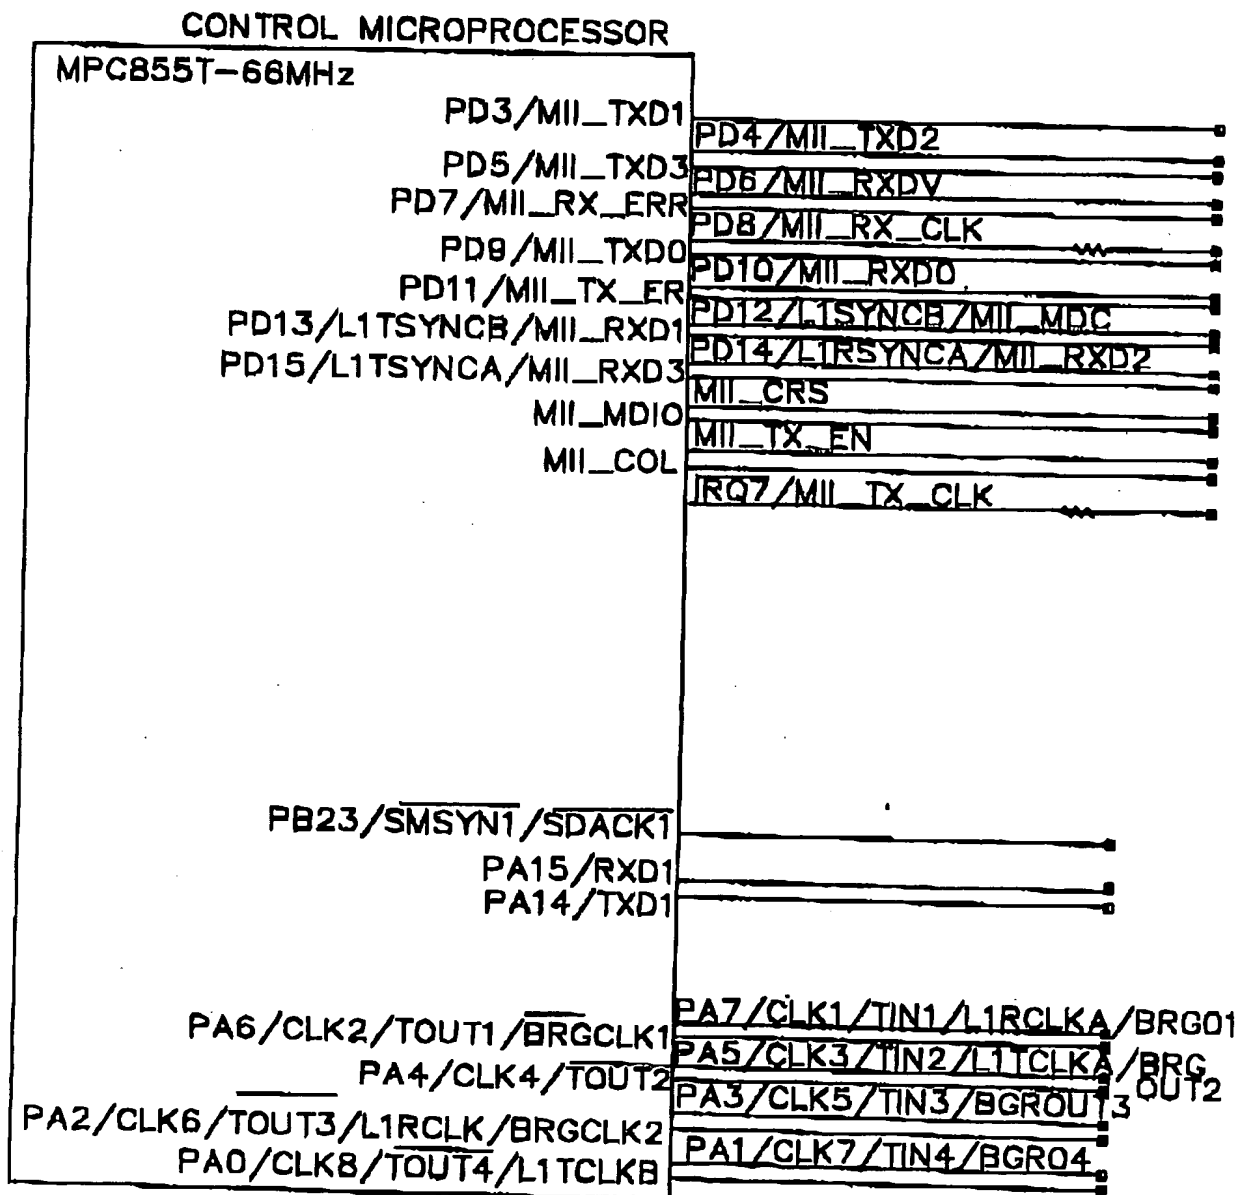 CONTROL MICROPROCESSOR
MPC855T-66MHz
PD3/MII_TXD1
PD4/MII_TXD2
PD5/MII_TXD3
PD6/MII_RXDV
PD7/MII_RX_ERR
PD8/MII_RX_CLK
PD9/MII_TXD0
PD10/MII_RXD0
PD11/MII_TX_ER
PD12/L1SYNCB/MII_MDC
PD13/L1TSYNCB/MII_RXD1
PD14/L1RSYNCA/MII_RXD2
PD15/L1TSYNCA/MII_RXD3
MII_CRS
MII_MDIO
MII_TX_EN
MII_COL
IRQ7/MII_TX_CLK
PB23/SMSYN1/SDACK1
PA15/RXD1
PA14/TXD1
PA7/CLK1/TIN1/L1RCLKA/BRGO1
PA6/CLK2/TOUT1/BRGCLK1
PA5/CLK3/TIN2/L1TCLKA/BRG
OUT2
PA4/CLK4/TOUT2
PA3/CLK5/TIN3/BGROUT3
PA2/CLK6/TOUT3/L1RCLK/BRGCLK2
PA1/CLK7/TIN4/BGRO4
PA0/CLK8/TOUT4/L1TCLKB